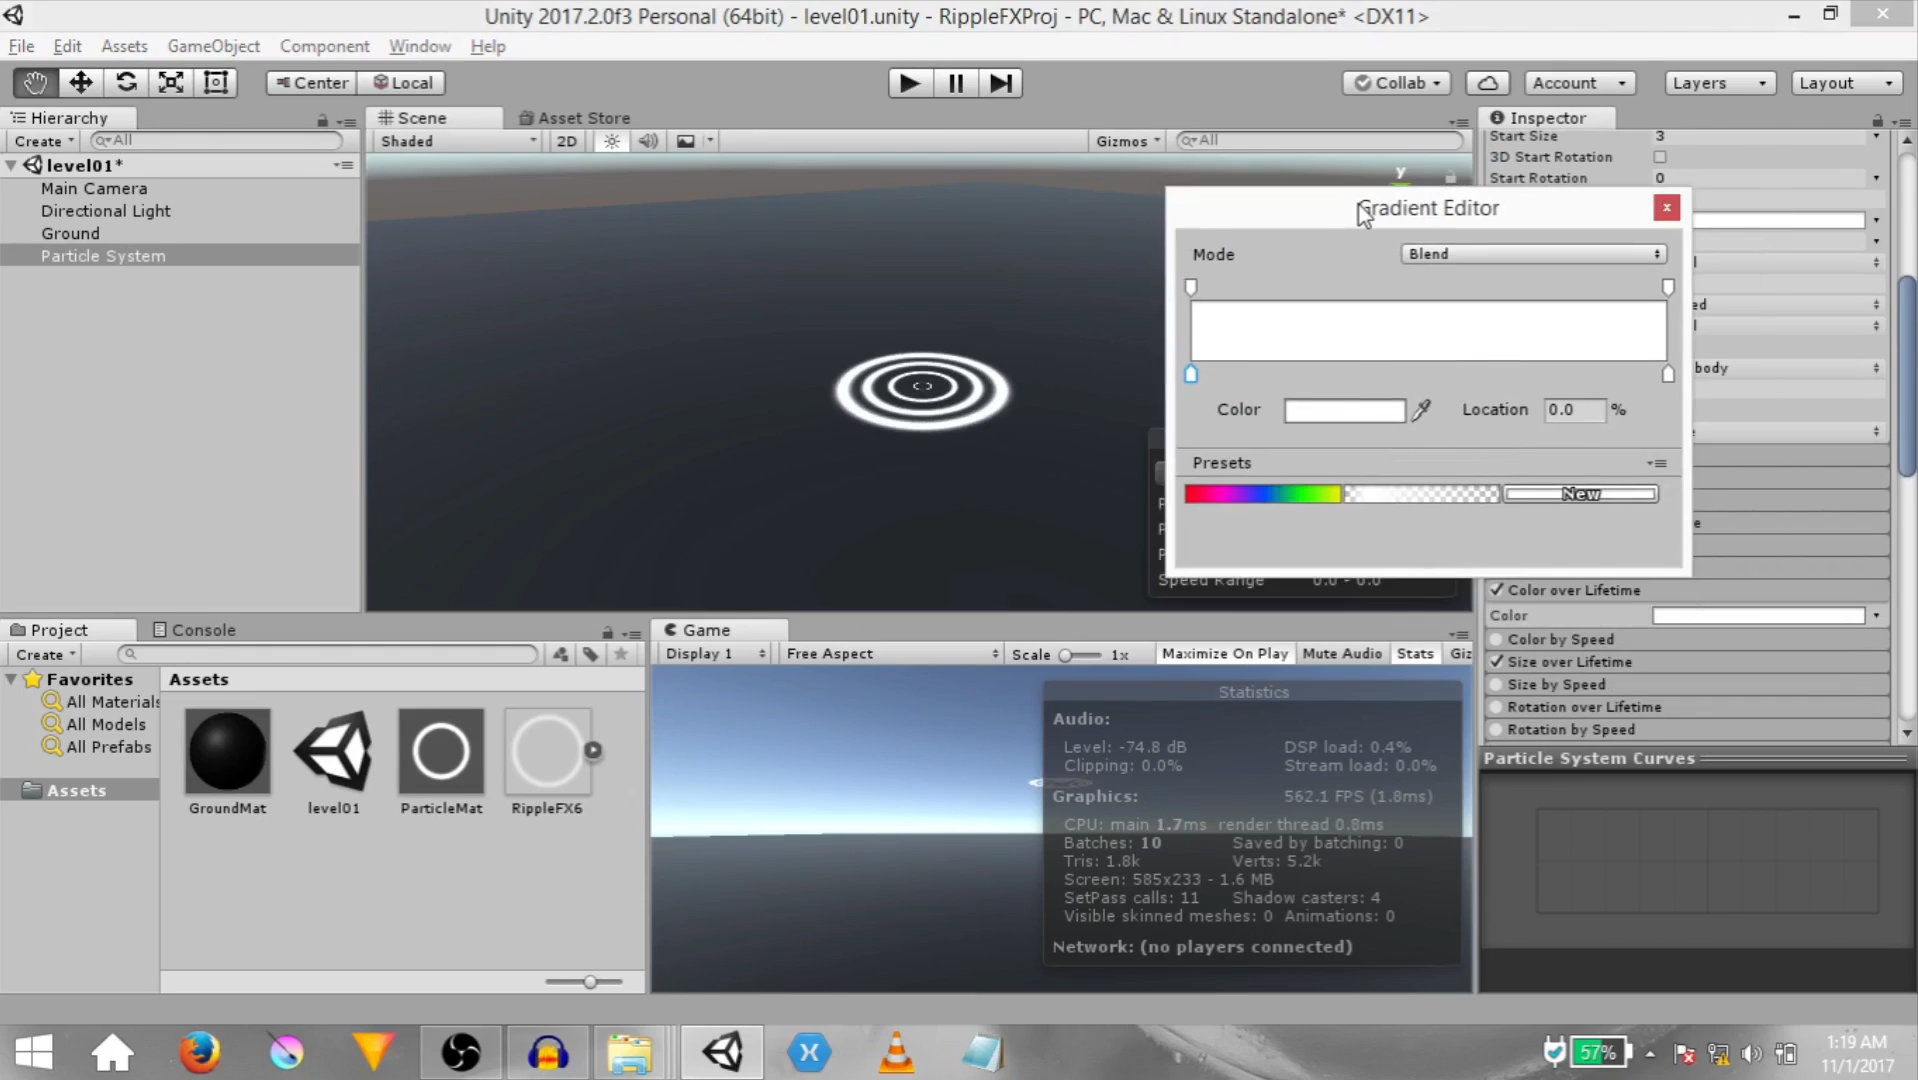 Unity 2017.2.0f3 Personal (64bit) - level01.unity - RippleFXProj - PC, Mac & Linux Standalone* <DX11>
File Edit Assets GameObject Component Window Help
Center Local Collab Account Layers Layout
Hierarchy
Create All
level01*
Main Camera
Directional Light
Ground
Particle System
Scene Asset Store
Shaded 2D Gizmos All
y
Inspector
Start Size 3
3D Start Rotation
Start Rotation 0
Gradient Editor
Mode Blend
Color Location 0.0 %
Presets
New
body
Speed Range 0.0 - 0.0
Color over Lifetime
Color
Color by Speed
Size over Lifetime
Size by Speed
Rotation over Lifetime
Rotation by Speed
Particle System Curves
Project Console
Create
Favorites
All Materials
All Models
All Prefabs
Assets
Assets
GroundMat level01 ParticleMat RippleFX6
Game
Display 1 Free Aspect Scale 1x Maximize On Play Mute Audio Stats Giz
Statistics
Audio:
Level: -74.8 dB DSP load: 0.4%
Clipping: 0.0% Stream load: 0.0%
Graphics: 562.1 FPS (1.8ms)
CPU: main 1.7ms render thread 0.8ms
Batches: 10 Saved by batching: 0
Tris: 1.8k Verts: 5.2k
Screen: 585x233 - 1.6 MB
SetPass calls: 11 Shadow casters: 4
Visible skinned meshes: 0 Animations: 0
Network: (no players connected)
57%
1:19 AM
11/1/2017